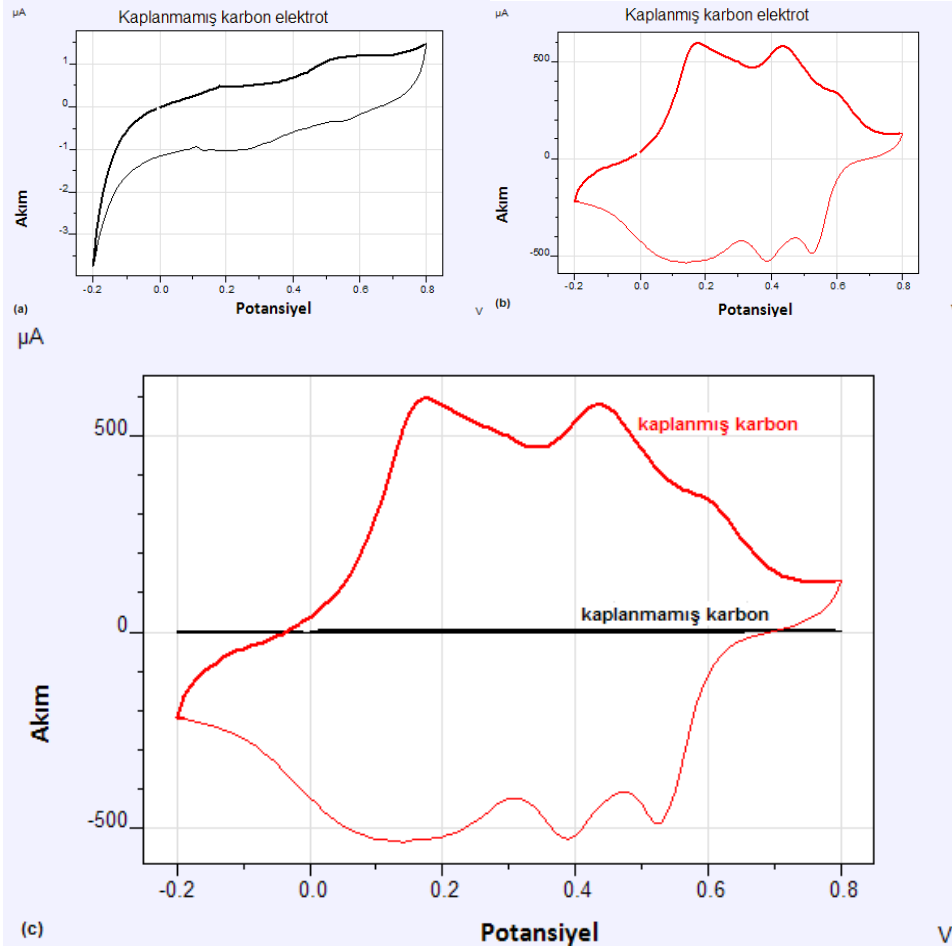 µA
Kaplanmamış karbon elektrot
1
0
-1
-2
-3
Akım
-0.2 0.0 0.2 0.4 0.6 0.8
Potansiyel
V
(a)
µA
Kaplanmış karbon elektrot
500
0
-500
Akım
-0.2 0.0 0.2 0.4 0.6 0.8
Potansiyel
(b)
µA
500
0
-500
kaplanmış karbon
kaplanmamış karbon
Akım
-0.2 0.0 0.2 0.4 0.6 0.8
Potansiyel
V
(c)